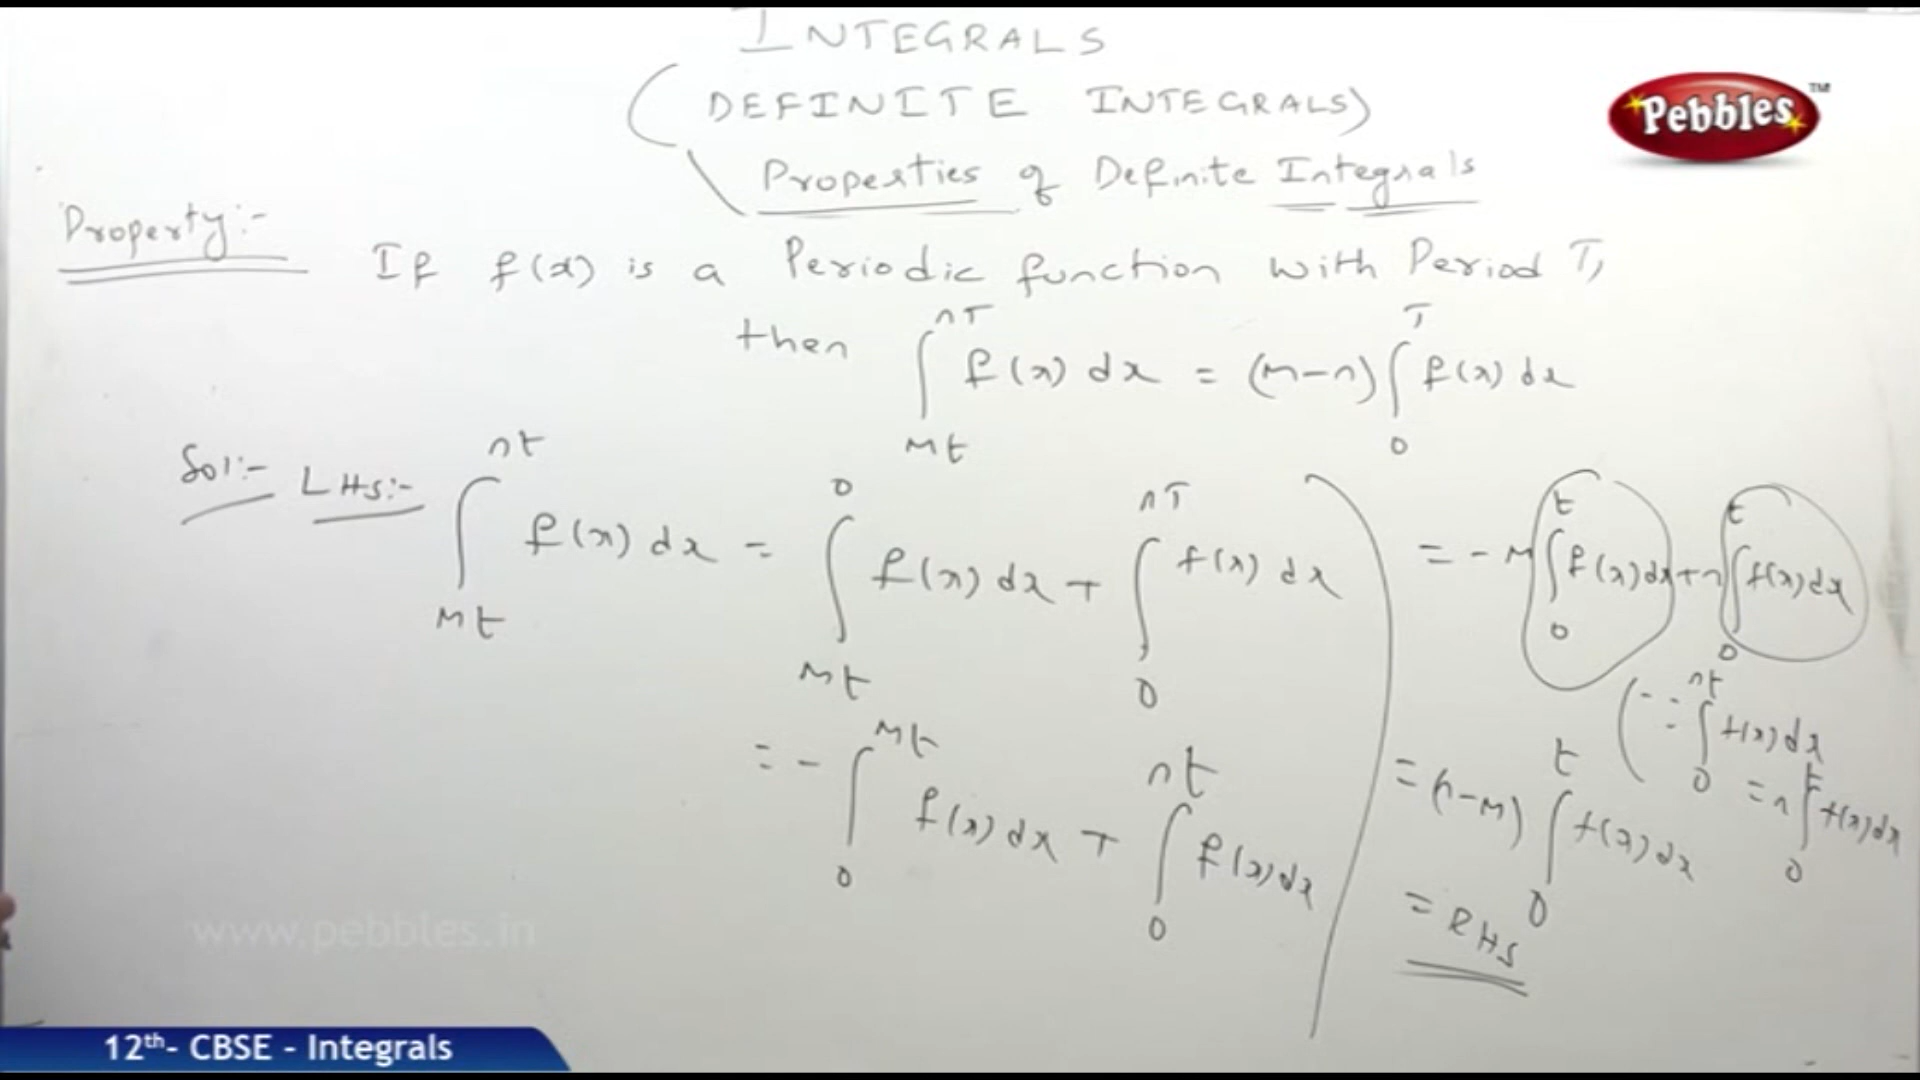 INTEGRALS
(DEFINITE INTEGRALS)
Properties of Definite Integrals
Pebbles™
Property:-
If f(x) is a Periodic function with Period T,
then ∫_{mt}^{nT} f(x) dx = (m-n) ∫_0^T f(x) dx
Sol:- LHS:- ∫_{mt}^{nt} f(x) dx = ∫_{mt}^0 f(x) dx + ∫_0^{nT} f(x) dx
= - ∫_0^{mt} f(x) dx + ∫_0^{nt} f(x) dx
= - m ∫_0^t f(x) dx + n ∫_0^t f(x) dx
(∵ ∫_0^{nt} f(x) dx
= n ∫_0^t f(x) dx
= (n-m) ∫_0^t f(x) dx
= RHS
www.pebbles.in
12th- CBSE - Integrals